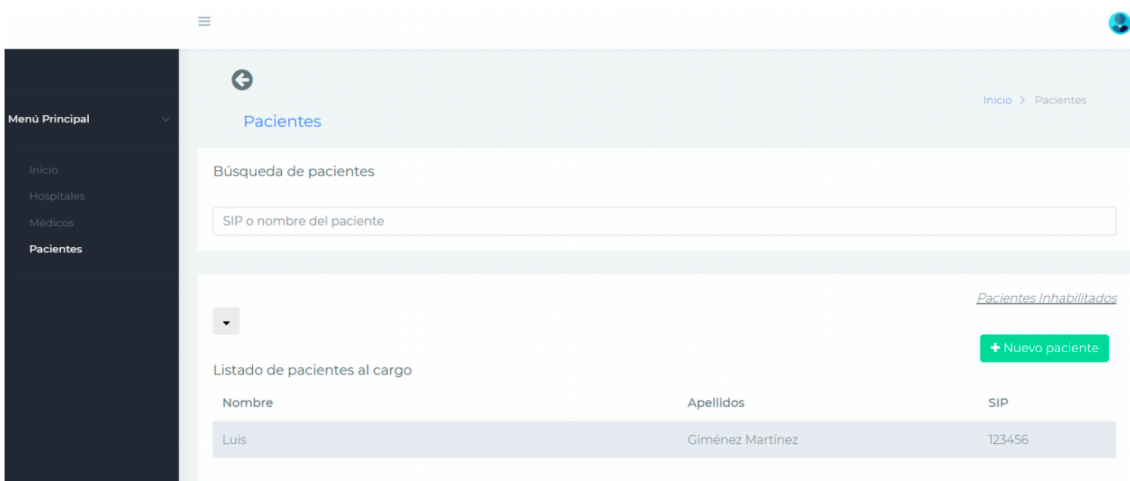 Menú Principal
Inicio
Hospitales
Médicos
Pacientes
Inicio > Pacientes
Pacientes
Búsqueda de pacientes
SIP o nombre del paciente
Pacientes Inhabilitados
+ Nuevo paciente
Listado de pacientes al cargo
Nombre Apellidos SIP
Luis Giménez Martínez 123456